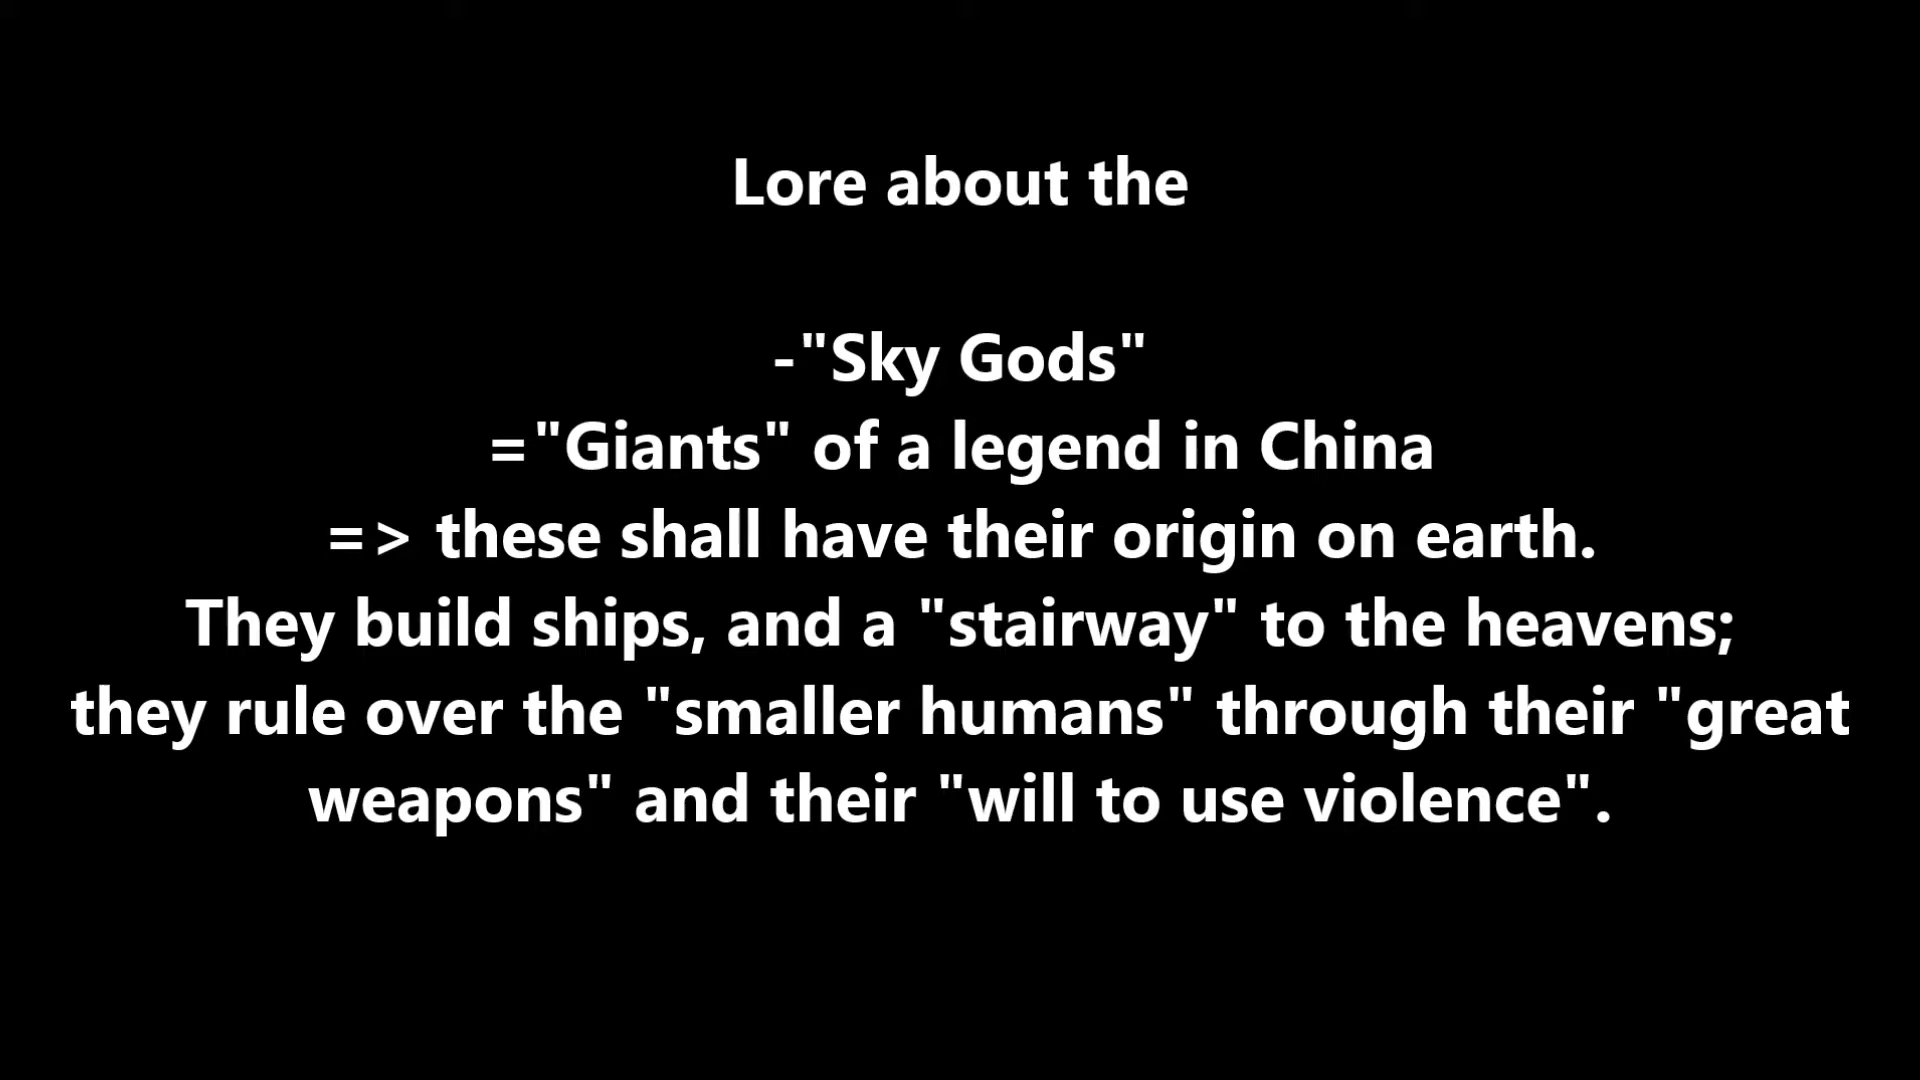 Lore about the
-"Sky Gods"
="Giants" of a legend in China
=> these shall have their origin on earth.
They build ships, and a "stairway" to the heavens;
they rule over the "smaller humans" through their "great
weapons" and their "will to use violence".